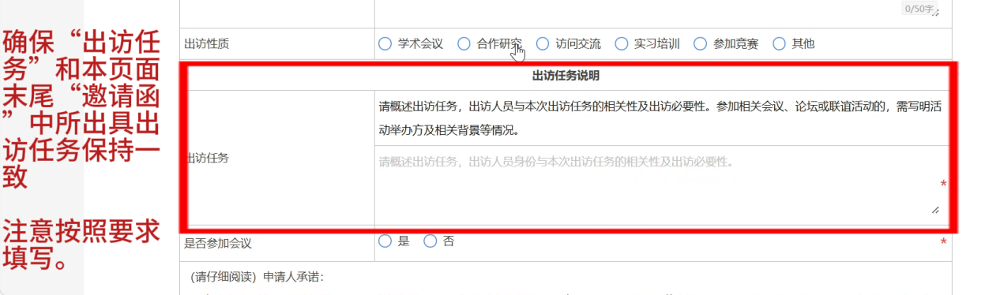 确保“出访任
务”和本页面
末尾“邀请函
”中所出具出
访任务保持一
致
注意按照要求
填写。
0/50字
出访性质
学术会议 合作研究 访问交流 实习培训 参加竞赛 其他
出访任务说明
出访任务
请概述出访任务，出访人员与本次出访任务的相关性及出访必要性。参加相关会议、论坛或联谊活动的，需写明活
动举办方及相关背景等情况。
请概述出访任务，出访人员身份与本次出访任务的相关性及出访必要性。
*
是否参加会议
是 否
*
（请仔细阅读）申请人承诺：